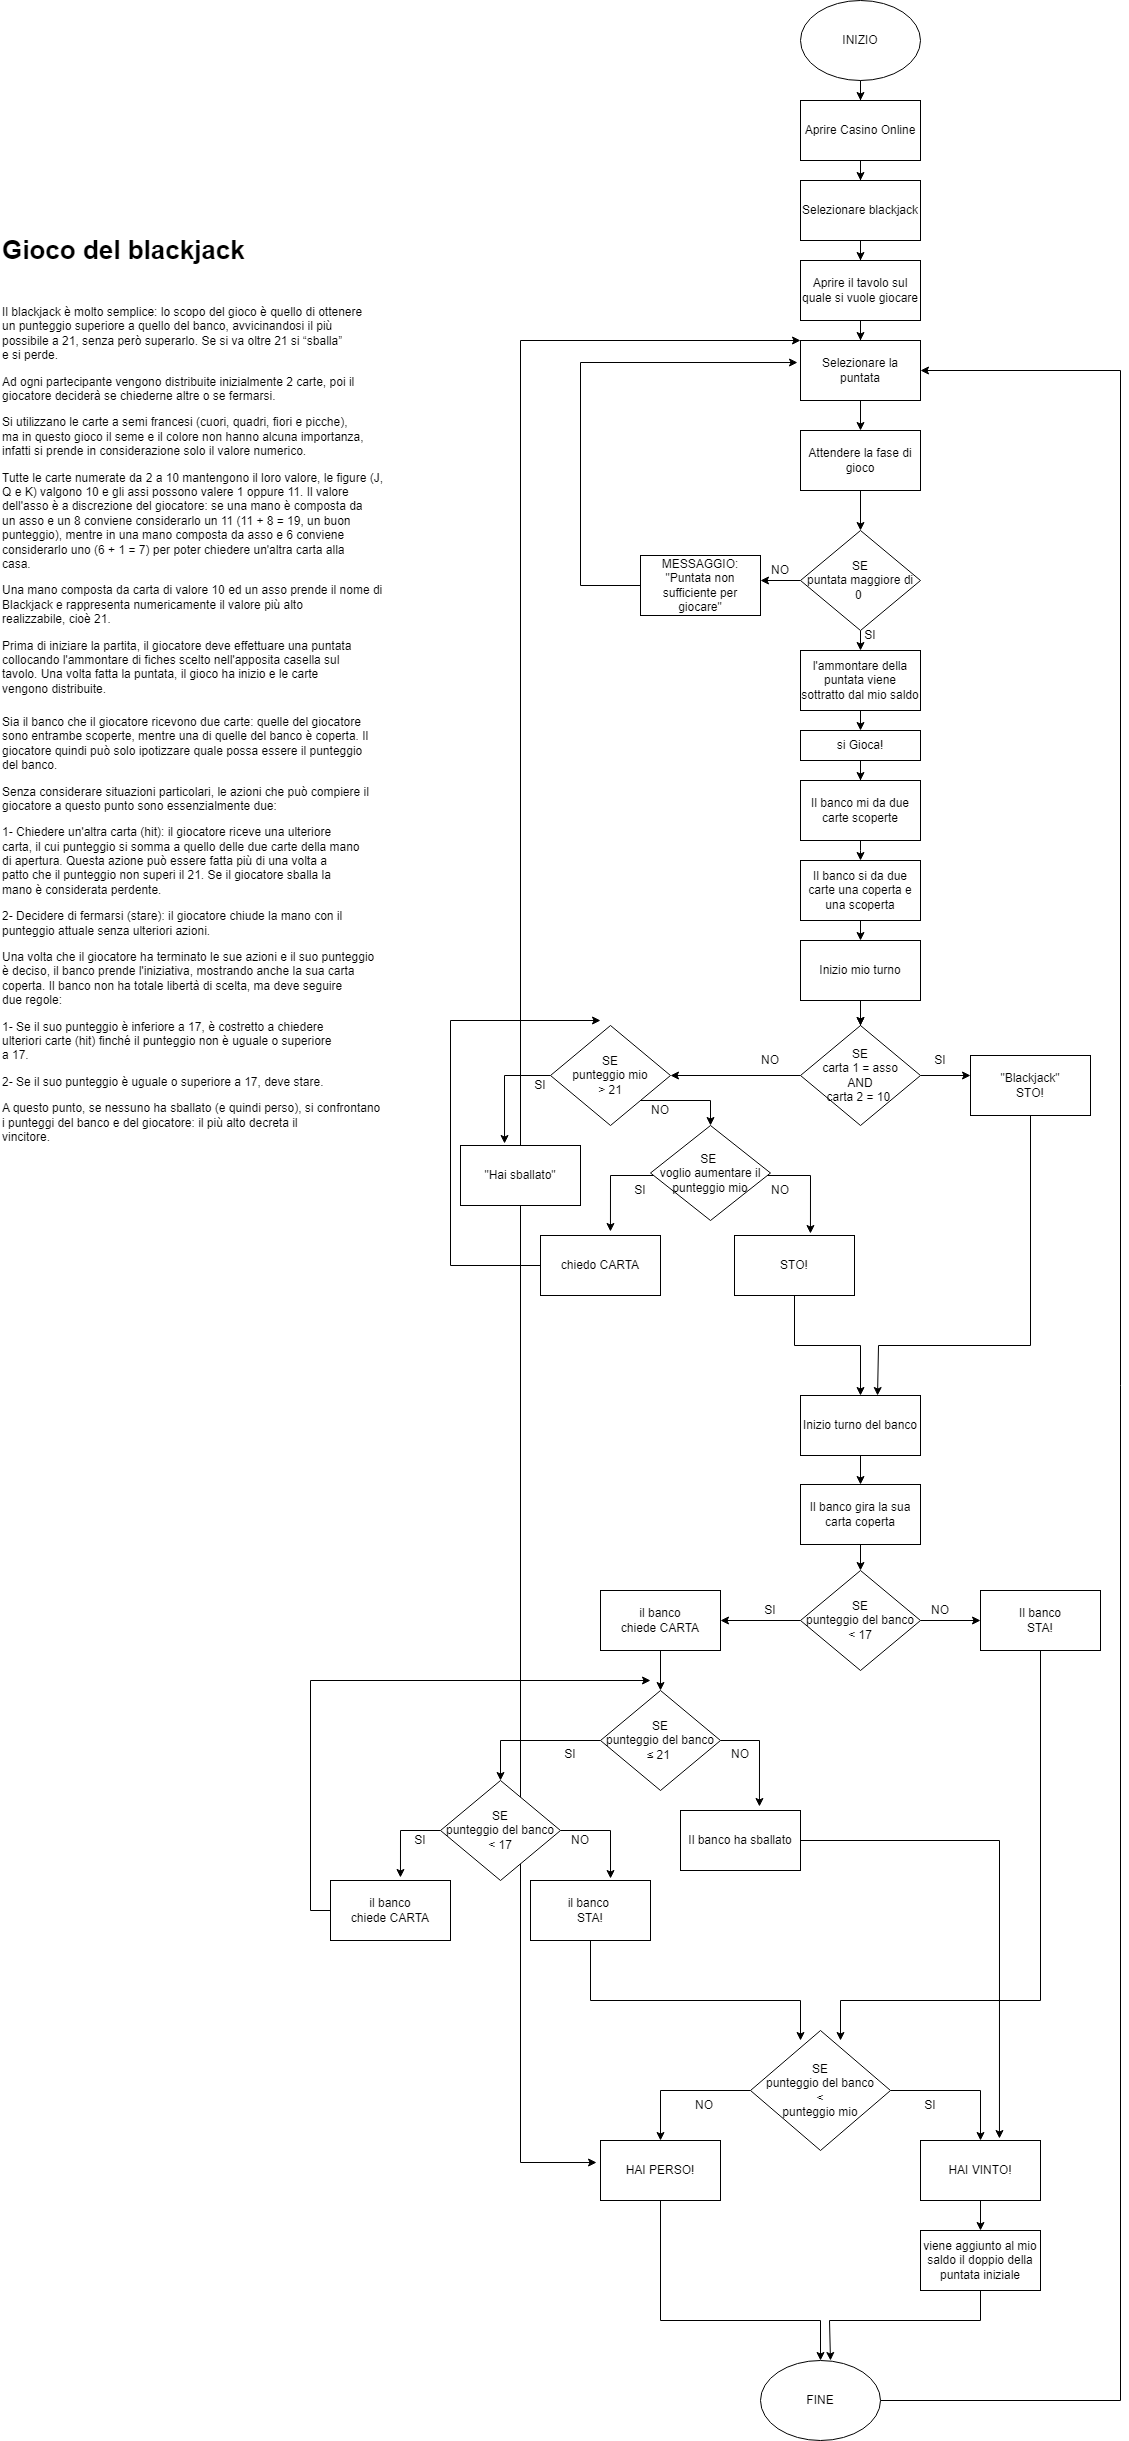 Gioco del blackjack
Il blackjack è molto semplice: lo scopo del gioco è quello di ottenere
un punteggio superiore a quello del banco, avvicinandosi il più
possibile a 21, senza però superarlo. Se si va oltre 21 si “sballa”
e si perde.
Ad ogni partecipante vengono distribuite inizialmente 2 carte, poi il
giocatore deciderà se chiederne altre o se fermarsi.
Si utilizzano le carte a semi francesi (cuori, quadri, fiori e picche),
ma in questo gioco il seme e il colore non hanno alcuna importanza,
infatti si prende in considerazione solo il valore numerico.
Tutte le carte numerate da 2 a 10 mantengono il loro valore, le figure (J,
Q e K) valgono 10 e gli assi possono valere 1 oppure 11. Il valore
dell'asso è a discrezione del giocatore: se una mano è composta da
un asso e un 8 conviene considerarlo un 11 (11 + 8 = 19, un buon
punteggio), mentre in una mano composta da asso e 6 conviene
considerarlo uno (6 + 1 = 7) per poter chiedere un'altra carta alla
casa.
Una mano composta da carta di valore 10 ed un asso prende il nome di
Blackjack e rappresenta numericamente il valore più alto
realizzabile, cioè 21.
Prima di iniziare la partita, il giocatore deve effettuare una puntata
collocando l'ammontare di fiches scelto nell'apposita casella sul
tavolo. Una volta fatta la puntata, il gioco ha inizio e le carte
vengono distribuite.
Sia il banco che il giocatore ricevono due carte: quelle del giocatore
sono entrambe scoperte, mentre una di quelle del banco è coperta. Il
giocatore quindi può solo ipotizzare quale possa essere il punteggio
del banco.
Senza considerare situazioni particolari, le azioni che può compiere il
giocatore a questo punto sono essenzialmente due:
1- Chiedere un'altra carta (hit): il giocatore riceve una ulteriore
carta, il cui punteggio si somma a quello delle due carte della mano
di apertura. Questa azione può essere fatta più di una volta a
patto che il punteggio non superi il 21. Se il giocatore sballa la
mano è considerata perdente.
2- Decidere di fermarsi (stare): il giocatore chiude la mano con il
punteggio attuale senza ulteriori azioni.
Una volta che il giocatore ha terminato le sue azioni e il suo punteggio
è deciso, il banco prende l'iniziativa, mostrando anche la sua carta
coperta. Il banco non ha totale libertà di scelta, ma deve seguire
due regole:
1- Se il suo punteggio è inferiore a 17, è costretto a chiedere
ulteriori carte (hit) finché il punteggio non è uguale o superiore
a 17.
2- Se il suo punteggio è uguale o superiore a 17, deve stare.
A questo punto, se nessuno ha sballato (e quindi perso), si confrontano
i punteggi del banco e del giocatore: il più alto decreta il
vincitore.
INIZIO
Aprire Casino Online
Selezionare blackjack
Aprire il tavolo sul
quale si vuole giocare
Selezionare la
puntata
Attendere la fase di
gioco
SE
puntata maggiore di
0
NO
MESSAGGIO:
"Puntata non
sufficiente per
giocare"
SI
l'ammontare della
puntata viene
sottratto dal mio saldo
si Gioca!
Il banco mi da due
carte scoperte
Il banco si da due
carte una coperta e
una scoperta
Inizio mio turno
SE
carta 1 = asso
AND
carta 2 = 10
NO
SI
"Blackjack"
STO!
SE
punteggio mio
> 21
SI
NO
"Hai sballato"
SE
voglio aumentare il
punteggio mio
SI
NO
chiedo CARTA
STO!
Inizio turno del banco
Il banco gira la sua
carta coperta
SE
punteggio del banco
< 17
SI
NO
il banco
chiede CARTA
Il banco
STA!
SE
punteggio del banco
≤ 21
SI
NO
SE
punteggio del banco
< 17
SI
NO
Il banco ha sballato
il banco
chiede CARTA
il banco
STA!
SE
punteggio del banco
<
punteggio mio
NO
SI
HAI PERSO!
HAI VINTO!
viene aggiunto al mio
saldo il doppio della
puntata iniziale
FINE